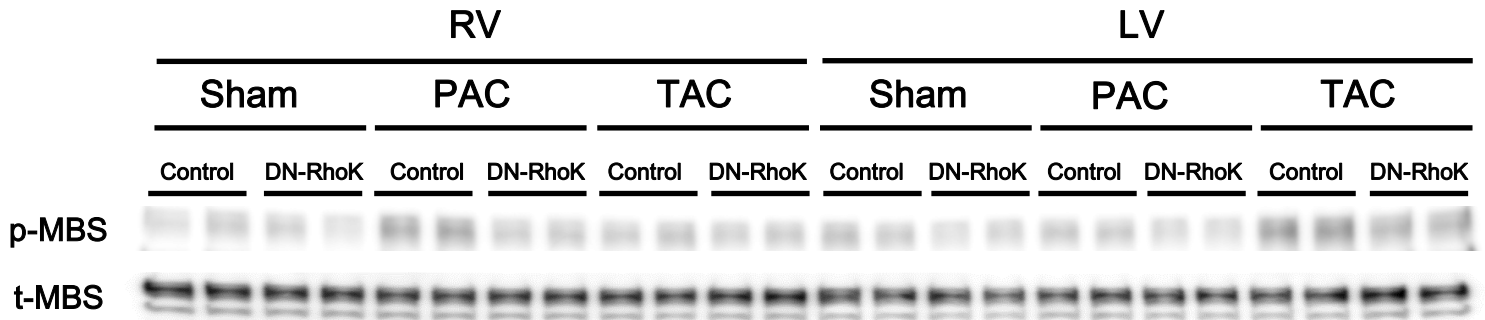 RV LV
Sham PAC TAC Sham PAC TAC
Control DN-RhoK Control DN-RhoK Control DN-RhoK Control DN-RhoK Control DN-RhoK Control DN-RhoK
p-MBS
t-MBS